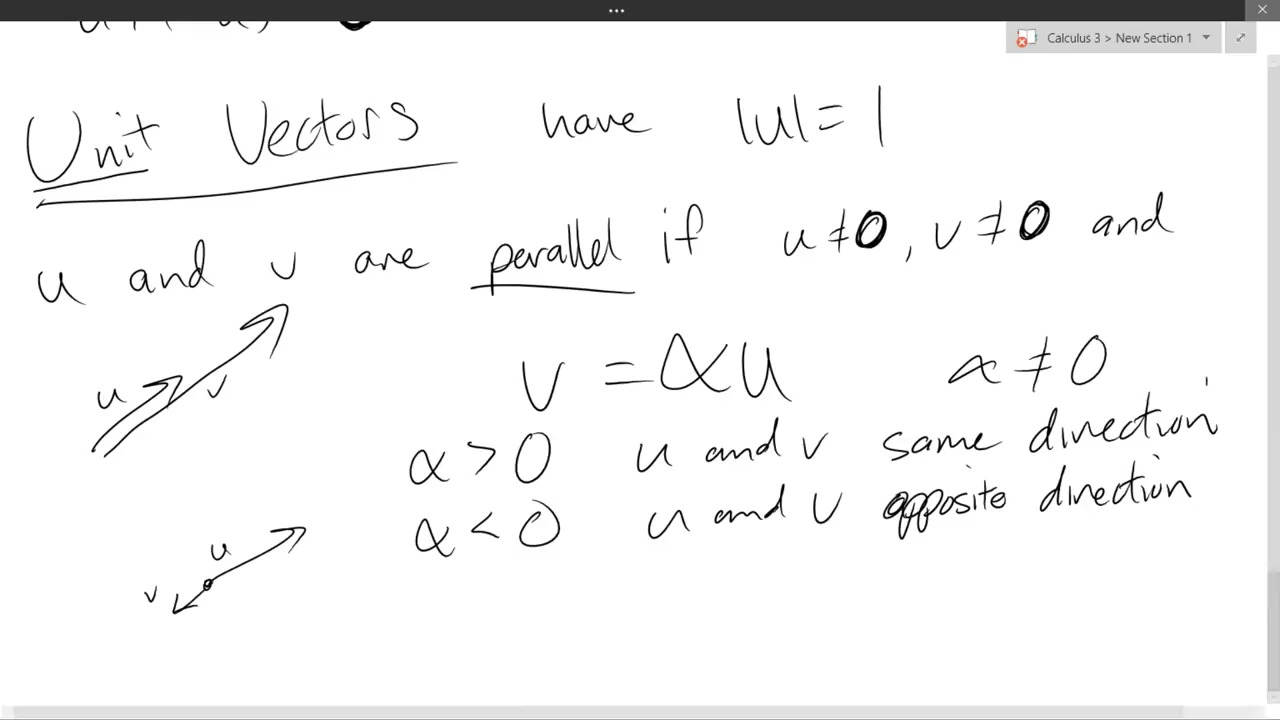 Calculus 3 > New Section 1
Unit Vectors have |u| = 1
u and v are parallel if u ≠ 0, v ≠ 0 and
v = αu α ≠ 0
u
v
α > 0 u and v same direction
α < 0 u and v opposite direction
u
v